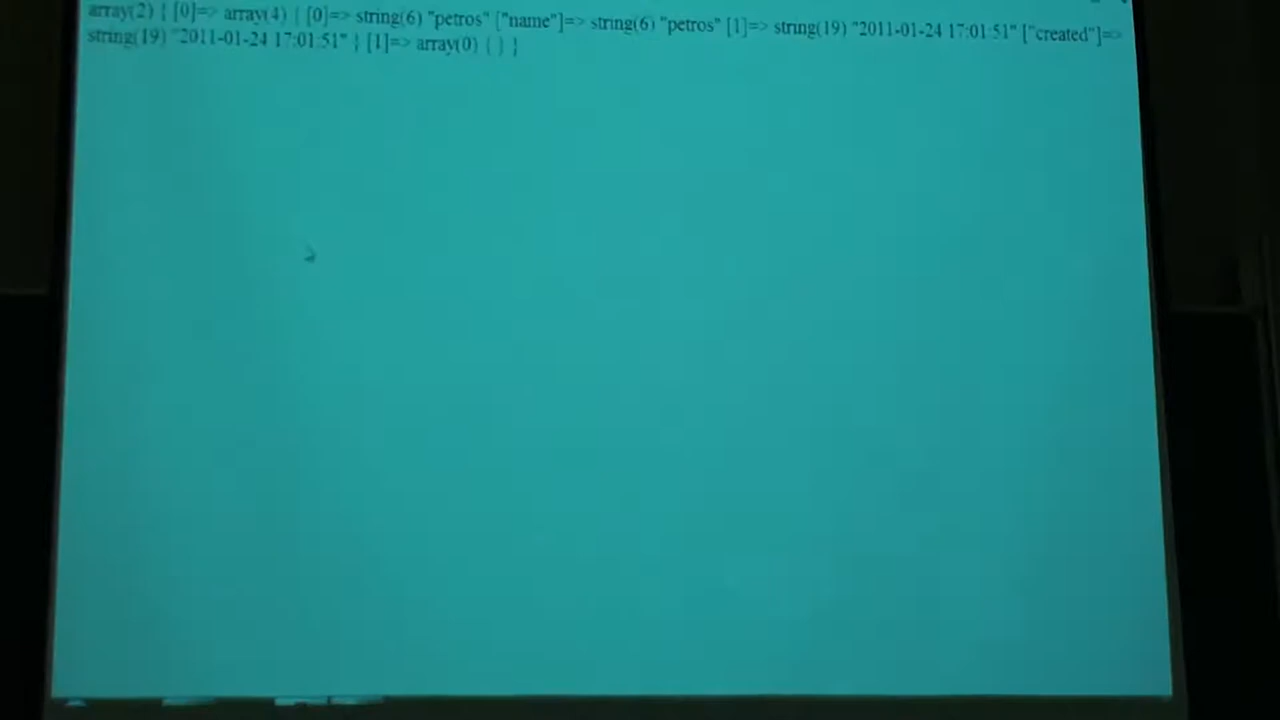 array(2) { [0]=> array(4) { [0]=> string(6) "petros" ["name"]=> string(6) "petros" [1]=> string(19) "2011-01-24 17:01:51" ["created"]=>
string(19) "2011-01-24 17:01:51" } [1]=> array(0) { } }